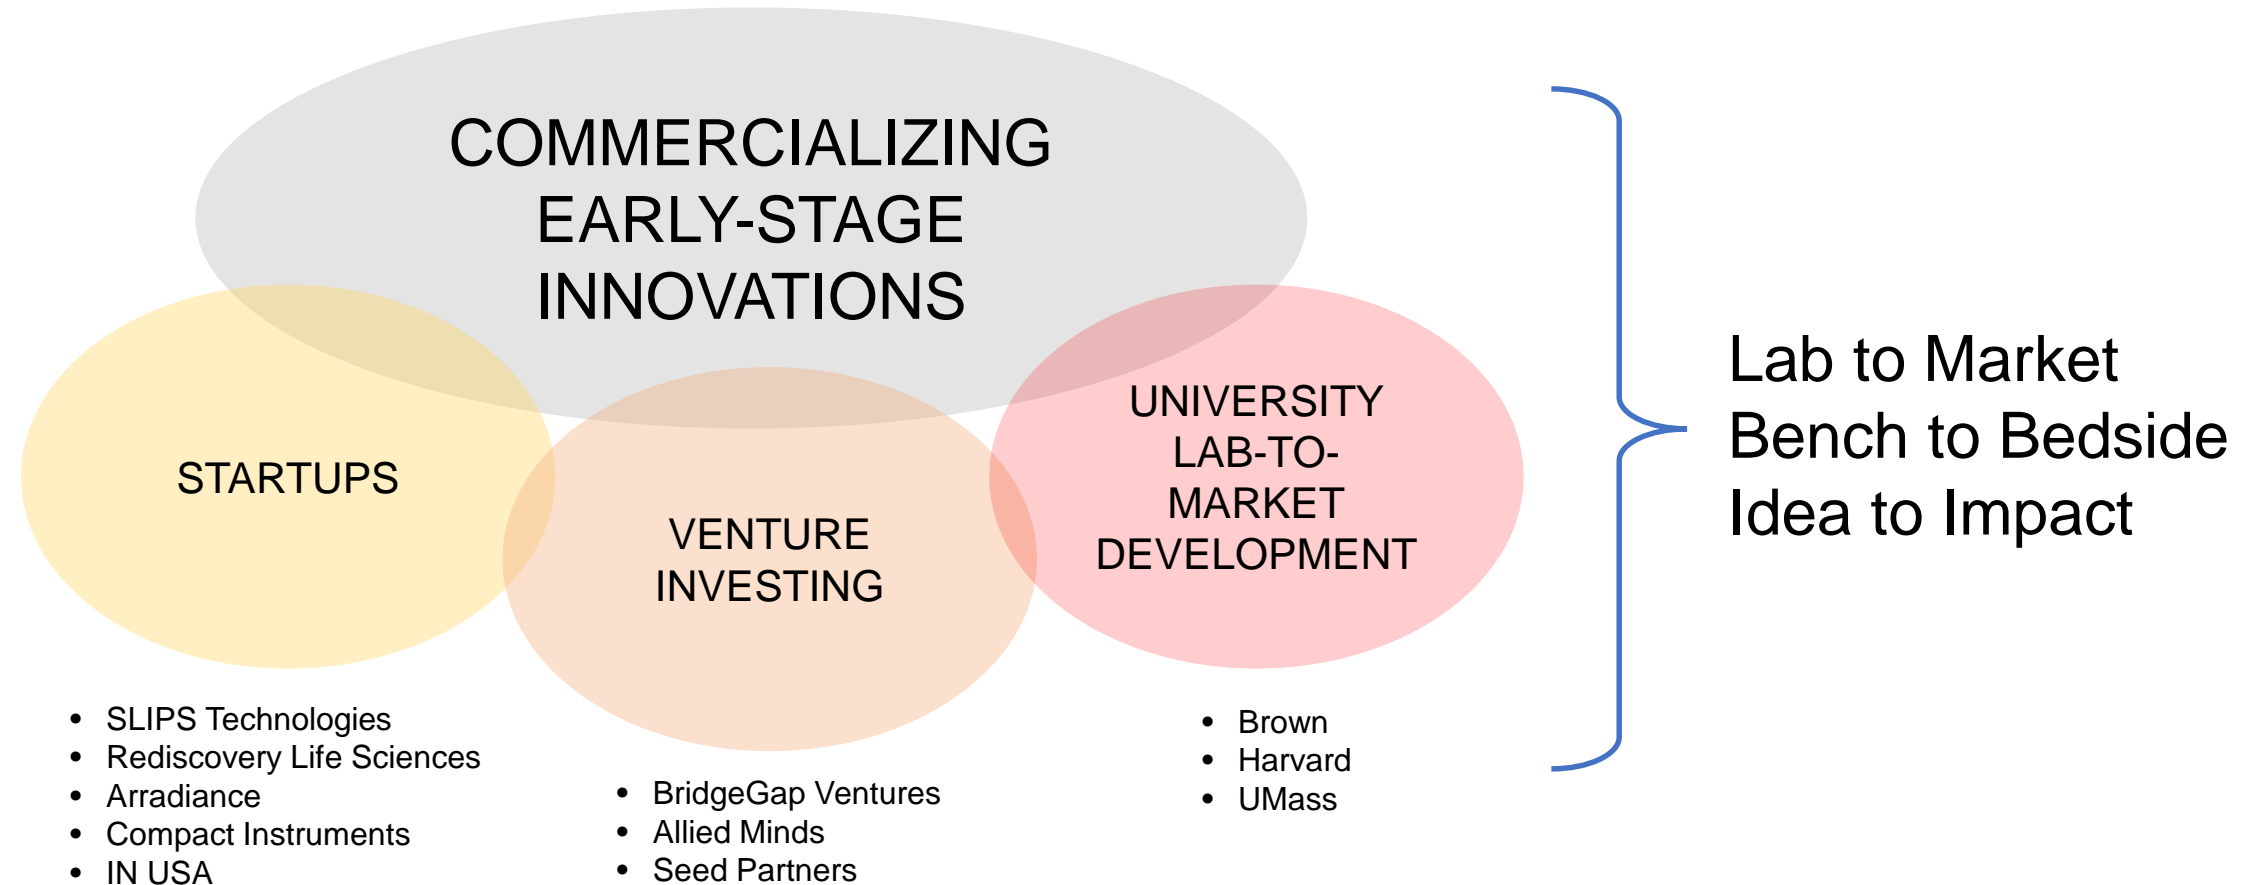 COMMERCIALIZING
EARLY-STAGE
INNOVATIONS
STARTUPS
VENTURE
INVESTING
UNIVERSITY
LAB-TO-
MARKET
DEVELOPMENT
• SLIPS Technologies
• Rediscovery Life Sciences
• Arradiance
• Compact Instruments
• IN USA
• BridgeGap Ventures
• Allied Minds
• Seed Partners
• Brown
• Harvard
• UMass
Lab to Market
Bench to Bedside
Idea to Impact